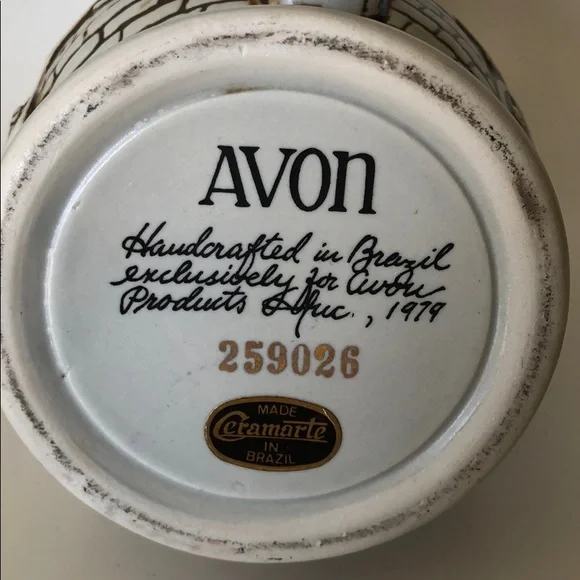 AVON
Handcrafted in Brazil
exclusively for Avon
Products Inc., 1979
259026
MADE
Ceramarte
IN
BRAZIL